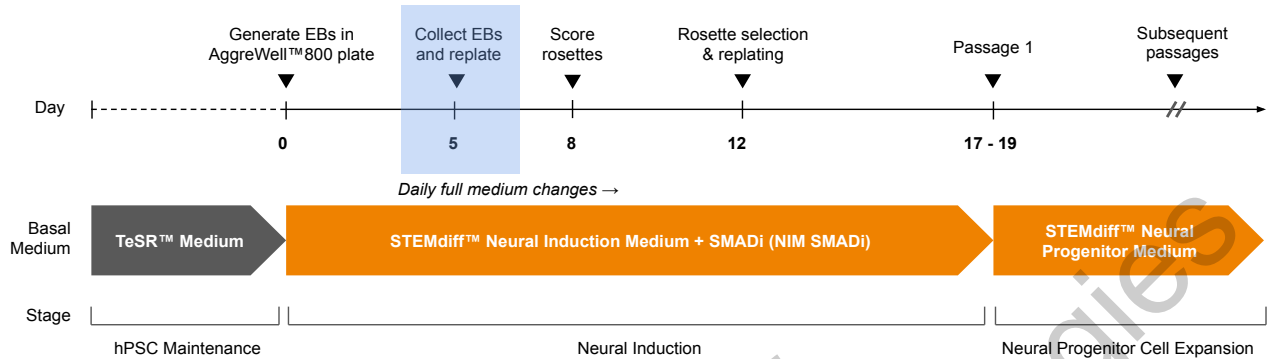 Generate EBs in
AggreWell™800 plate
Collect EBs
and replate
Score
rosettes
Rosette selection
& replating
Passage 1
Subsequent
passages
Day
0
5
8
12
17 - 19
Daily full medium changes →
Basal
Medium
TeSR™ Medium
STEMdiff™ Neural Induction Medium + SMADi (NIM SMADi)
STEMdiff™ Neural
Progenitor Medium
Stage
hPSC Maintenance
Neural Induction
Neural Progenitor Cell Expansion